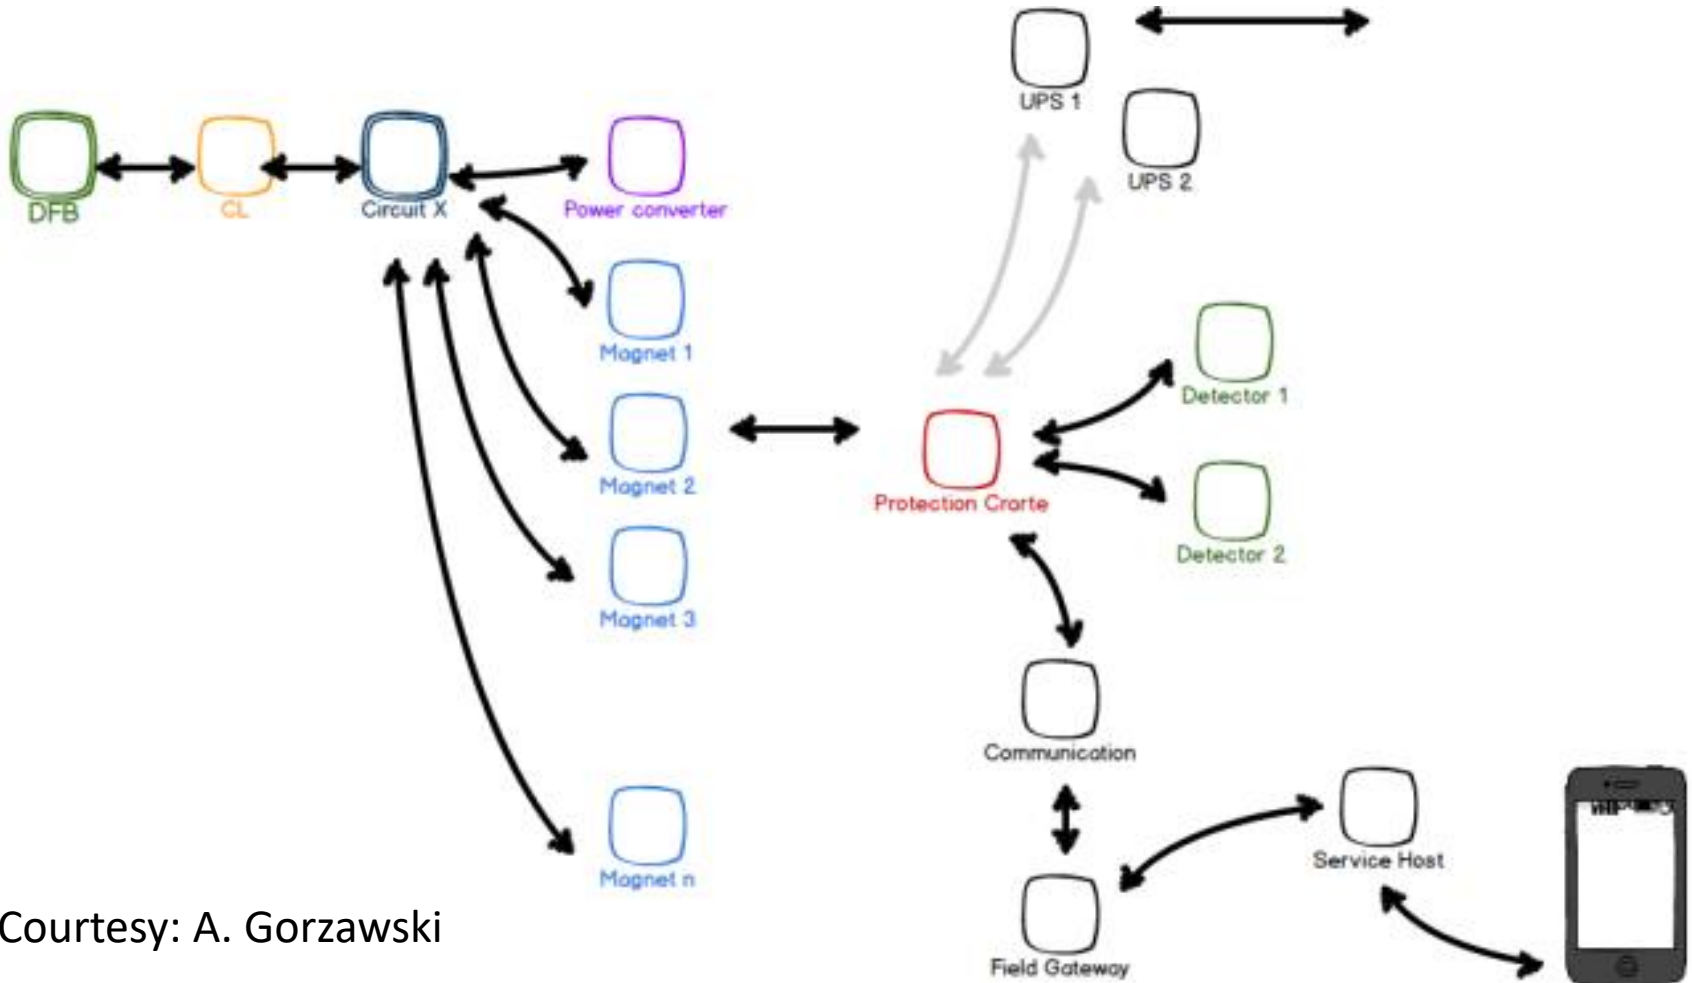 UPS 1
UPS 2
DFB
CL
Circuit X
Power converter
Magnet 1
Detector 1
Magnet 2
Protection Crarte
Detector 2
Magnet 3
Communication
Service Host
Magnet n
Courtesy: A. Gorzawski
Field Gateway